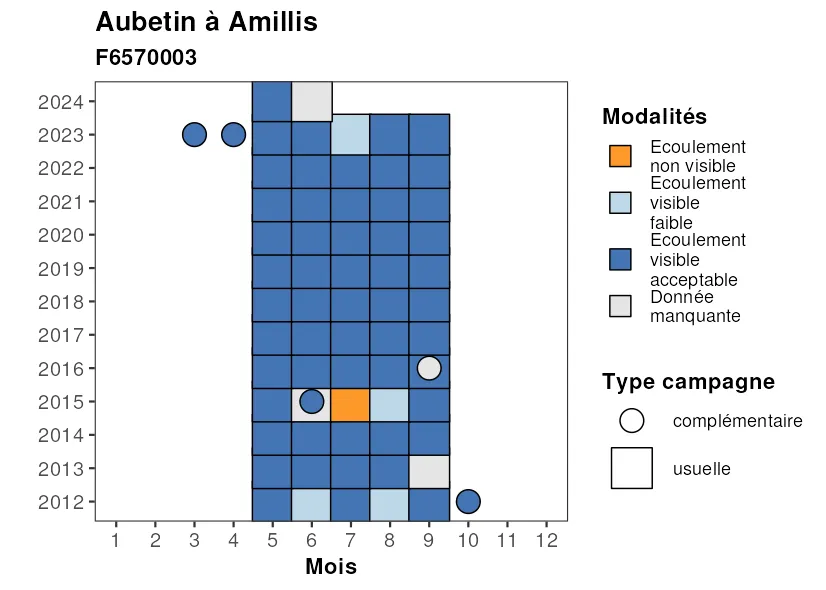 Aubetin à Amillis
F6570003
2024
2023
2022
2021
2020
2019
2018
2017
2016
2015
2014
2013
2012
1 2 3 4 5 6 7 8 9 10 11 12
Mois
Modalités
Ecoulement
non visible
Ecoulement
visible
faible
Ecoulement
visible
acceptable
Donnée
manquante
Type campagne
complémentaire
usuelle